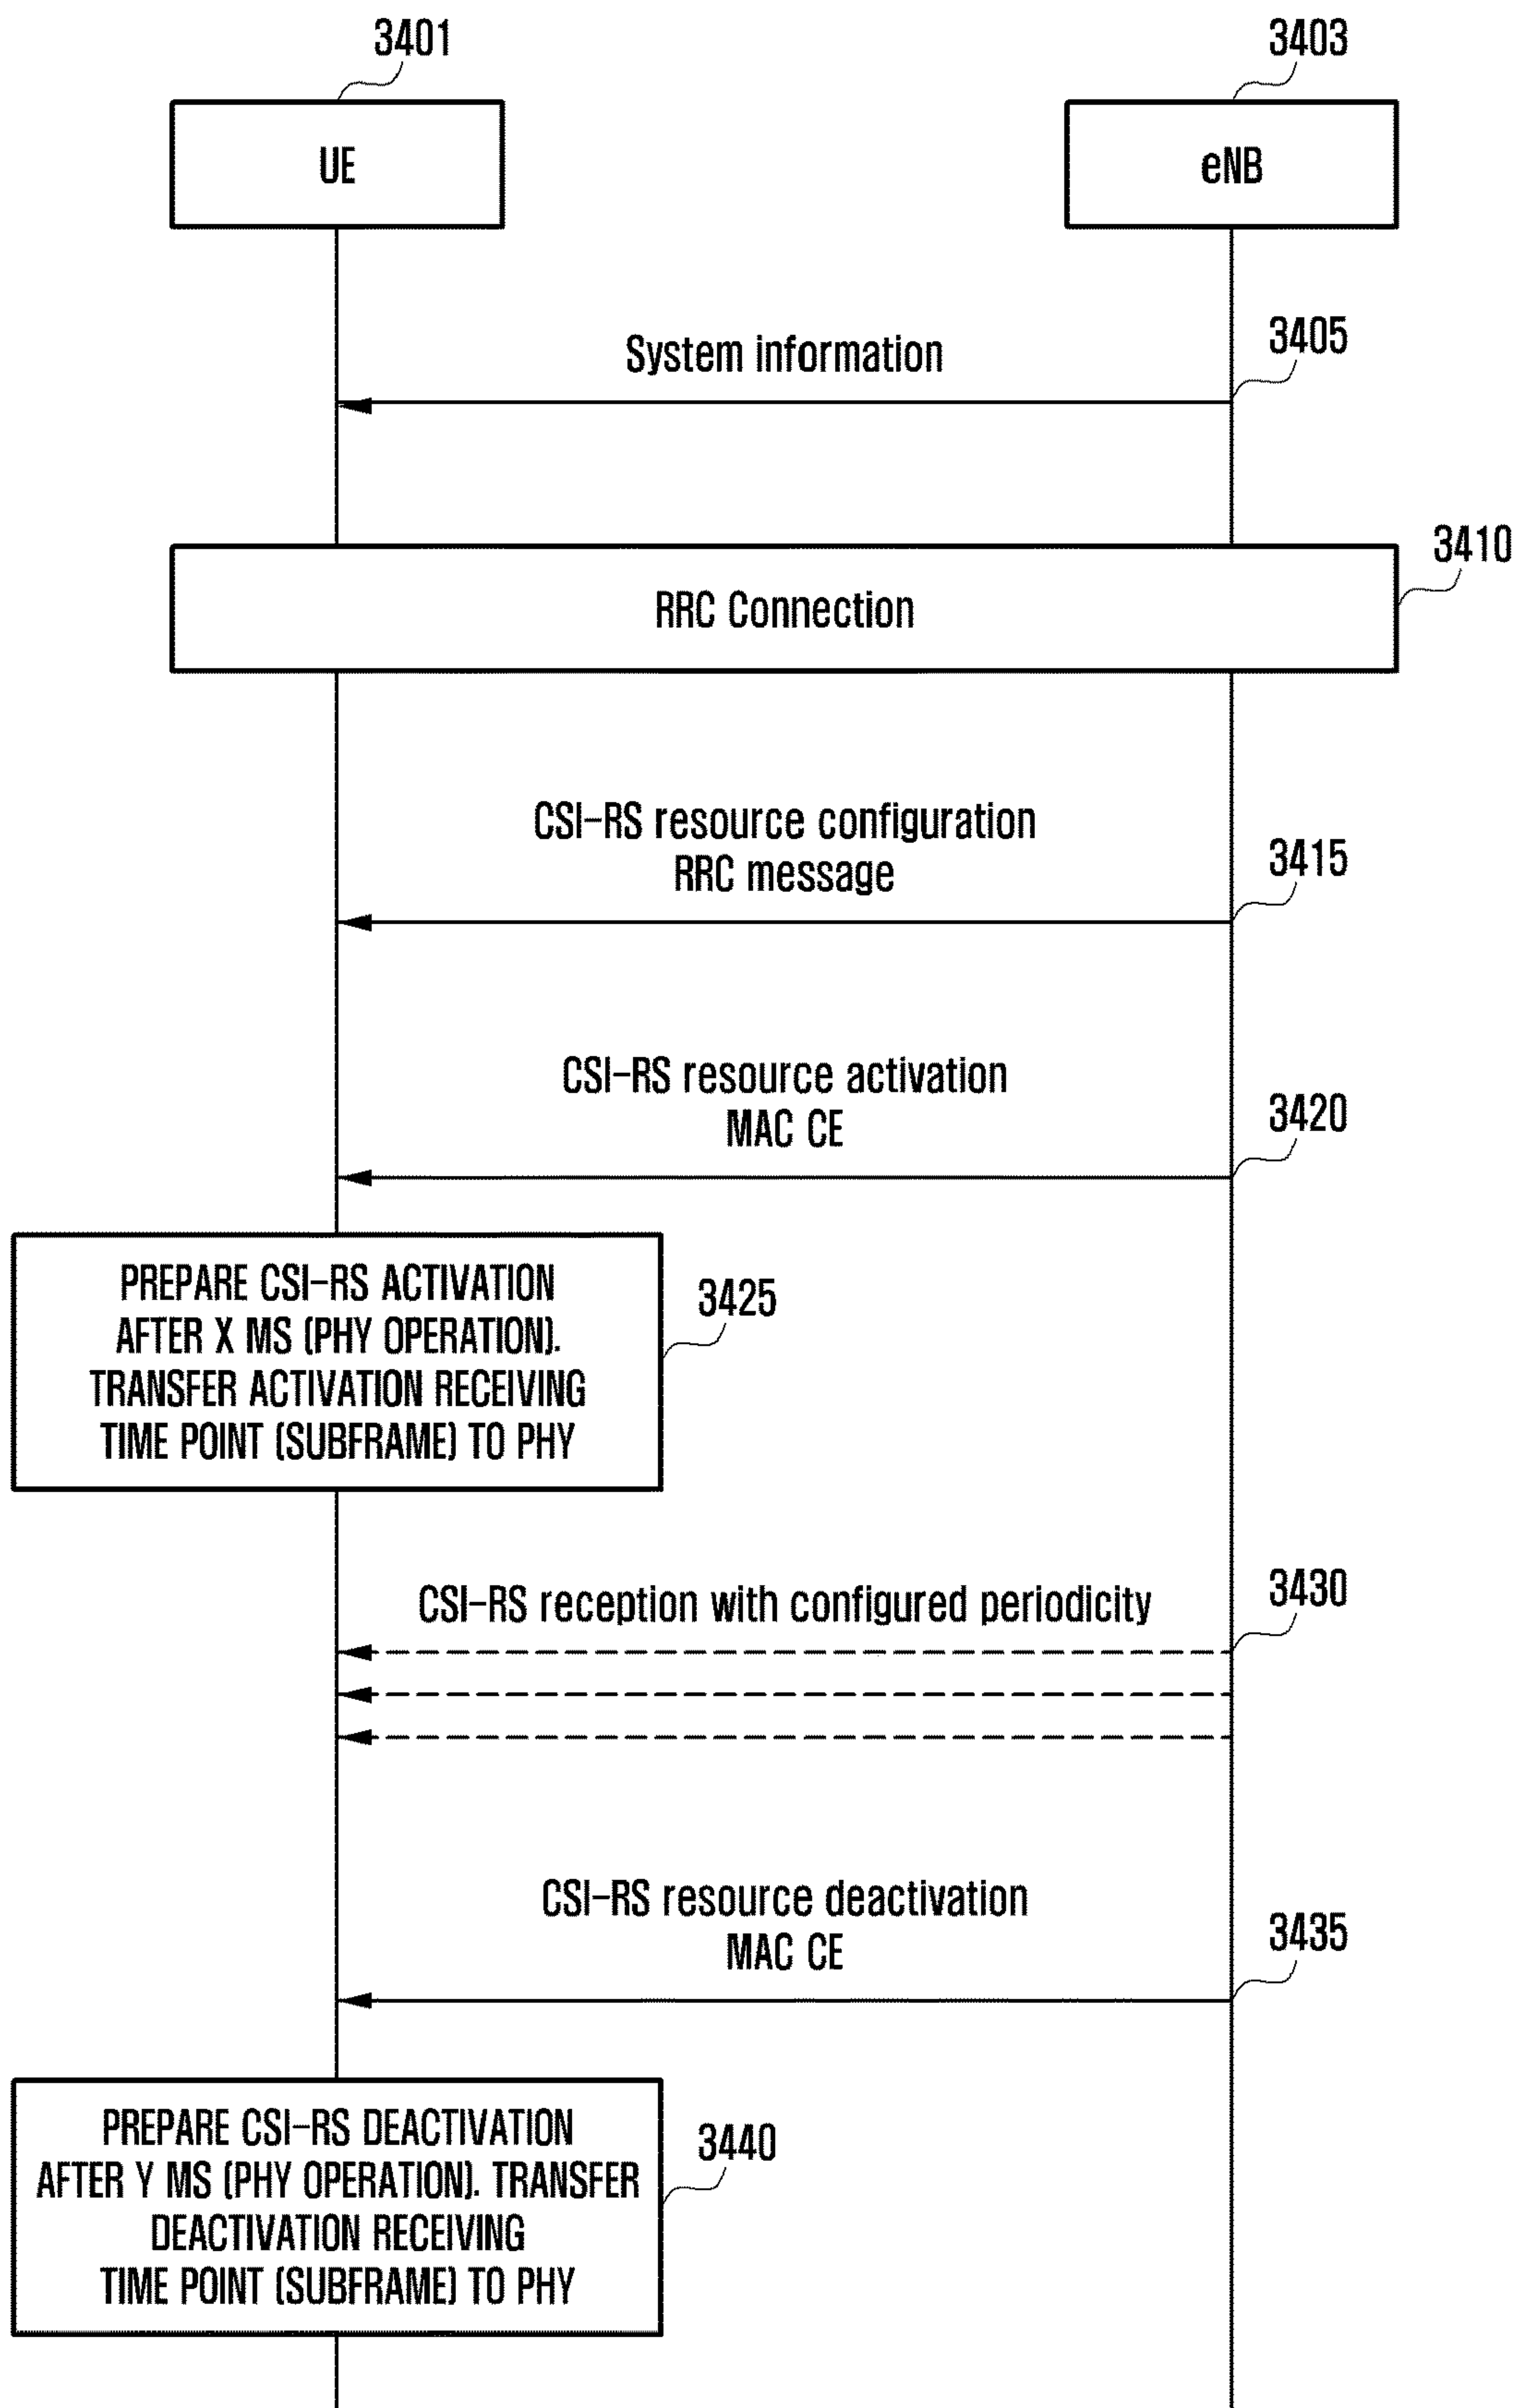 3401
3403
UE
eNB
System information
3405
3410
RRC Connection
CSI-RS resource configuration
RRC message
3415
CSI-RS resource activation
MAC CE
3420
PREPARE CSI-RS ACTIVATION
AFTER X MS (PHY OPERATION).
TRANSFER ACTIVATION RECEIVING
TIME POINT (SUBFRAME) TO PHY
3425
CSI-RS reception with configured periodicity
3430
CSI-RS resource deactivation
MAC CE
3435
PREPARE CSI-RS DEACTIVATION
AFTER Y MS (PHY OPERATION). TRANSFER
DEACTIVATION RECEIVING
TIME POINT (SUBFRAME) TO PHY
3440